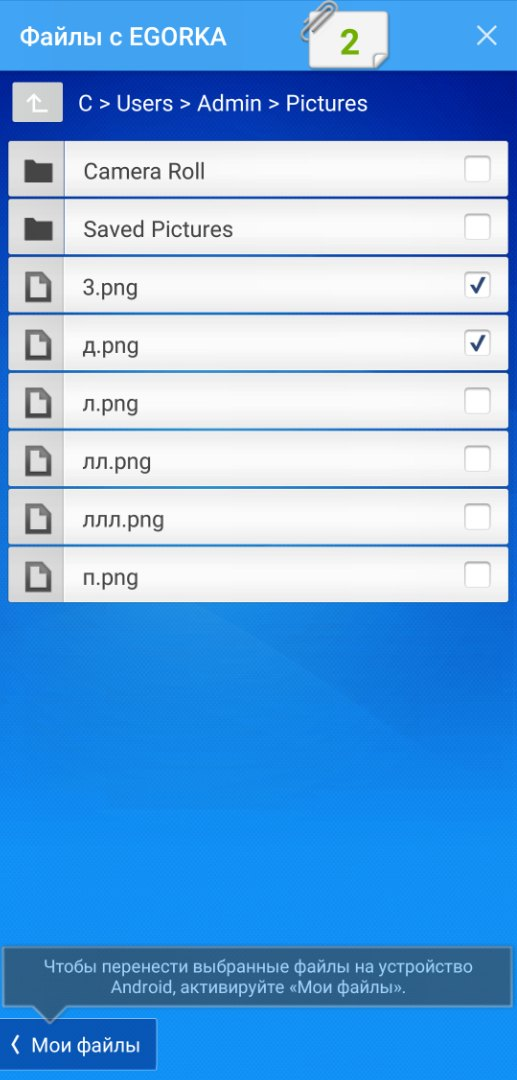 Файлы с EGORKA
2
C > Users > Admin > Pictures
Camera Roll
Saved Pictures
3.png
д.png
л.png
лл.png
ллл.png
п.png
Чтобы перенести выбранные файлы на устройство
Android, активируйте «Мои файлы».
Мои файлы